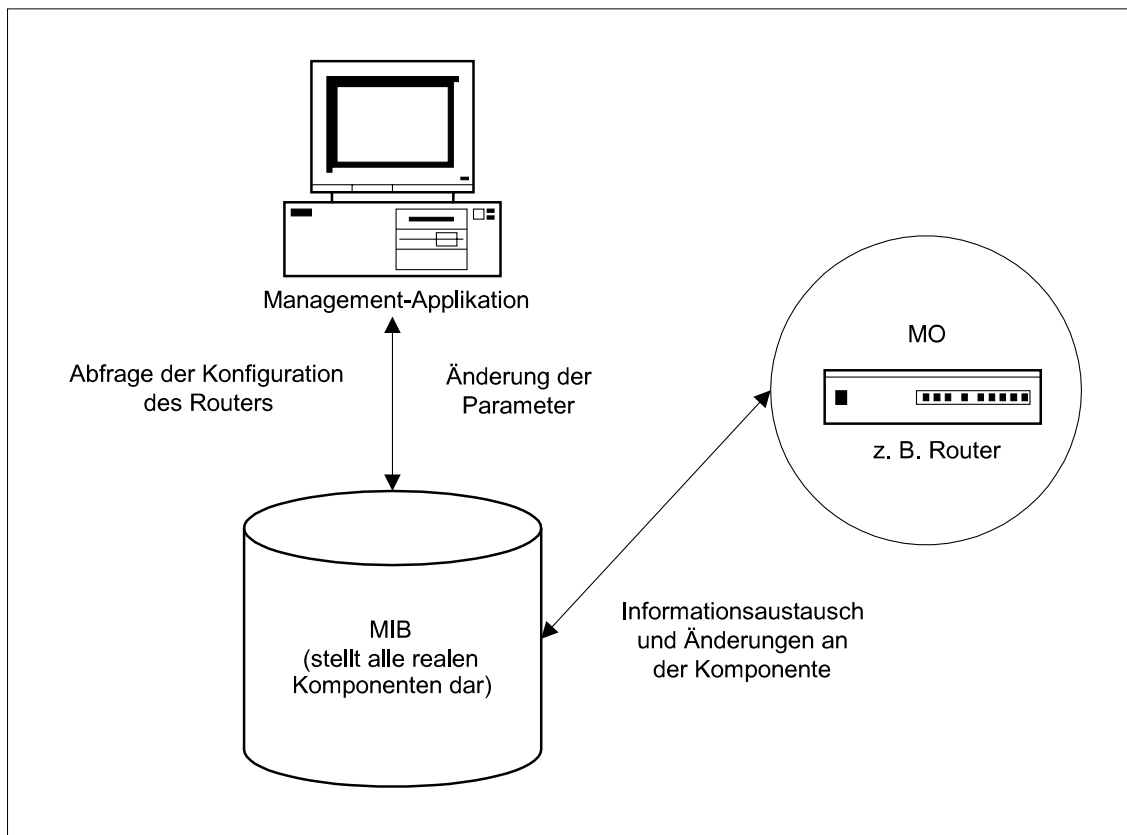 Management-Applikation
Abfrage der Konfiguration
des Routers
Änderung der
Parameter
MO
z. B. Router
MIB
(stellt alle realen
Komponenten dar)
Informationsaustausch
und Änderungen an
der Komponente